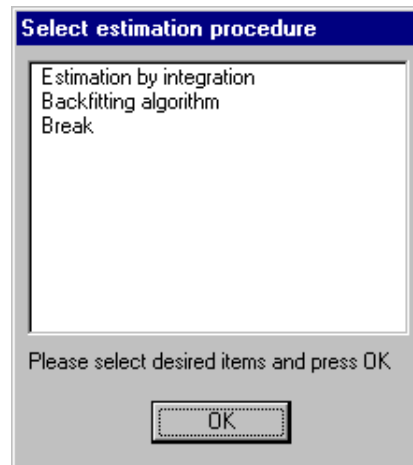 Select estimation procedure
Estimation by integration
Backfitting algorithm
Break
Please select desired items and press OK
OK